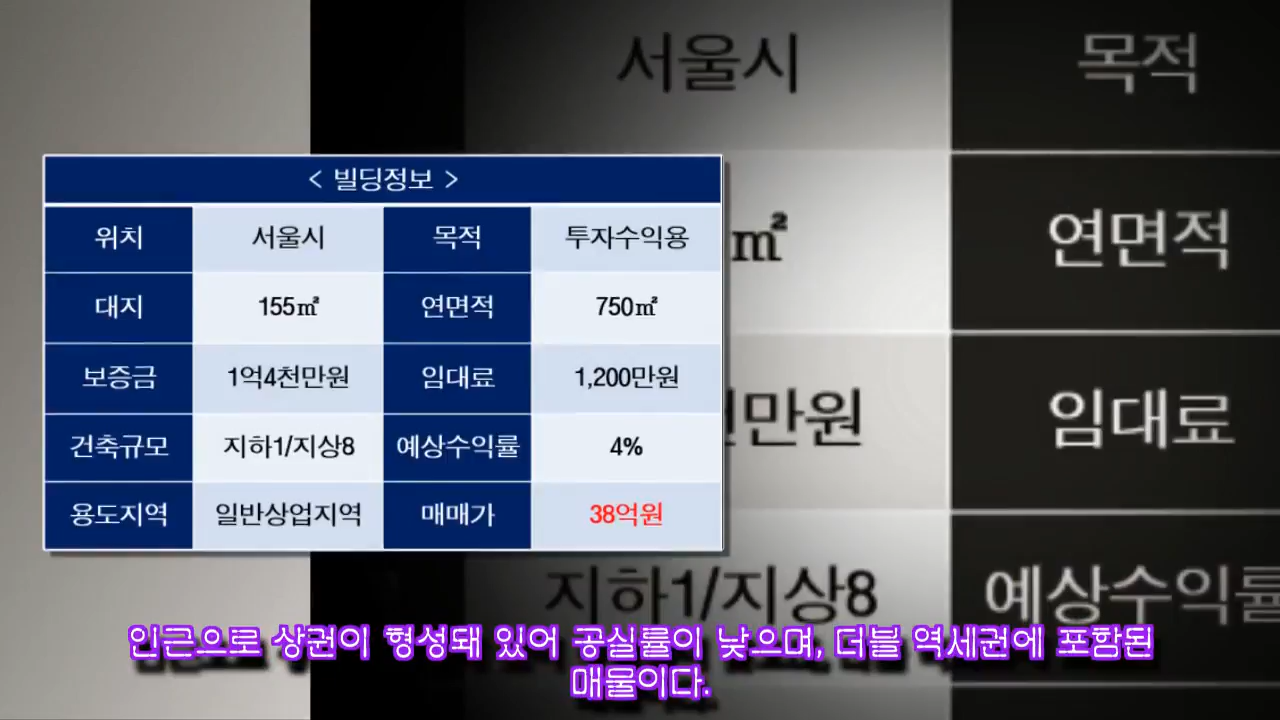 서울시 목적
< 빌딩정보 >
위치 서울시 목적 투자수익용
㎡ 연면적
대지 155㎡ 연면적 750㎡
보증금 1억4천만원 임대료 1,200만원
만원 임대료
건축규모 지하1/지상8 예상수익률 4%
용도지역 일반상업지역 매매가 38억원
지하1/지상8 예상수익률
인근으로 상권이 형성돼 있어 공실률이 낮으며, 더블 역세권에 포함된
매물이다.